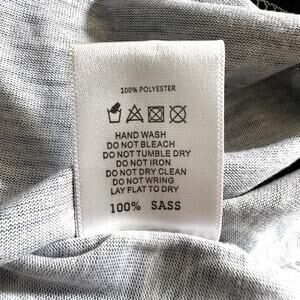 100% POLYESTER
HAND WASH
DO NOT BLEACH
DO NOT TUMBLE DRY
DO NOT IRON
DO NOT DRY CLEAN
DO NOT WRING
LAY FLAT TO DRY
100% SASS